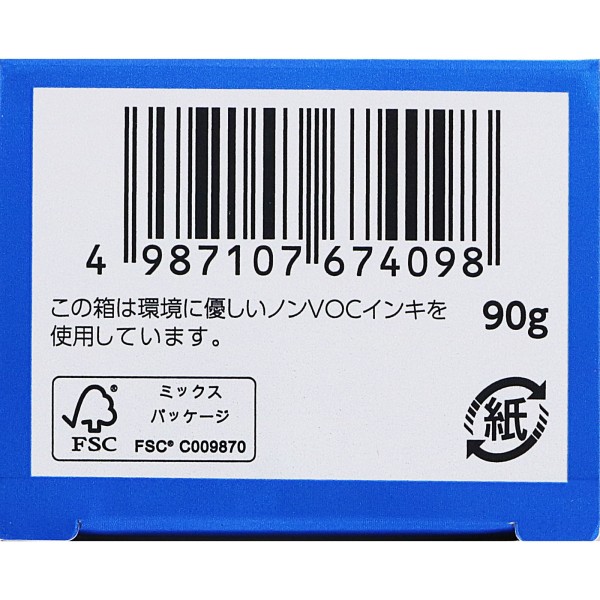 4 987107 674098
この箱は環境に優しいノンVOCインキを
使用しています。
90g
FSC
ミックス
パッケージ
FSC® C009870
紙